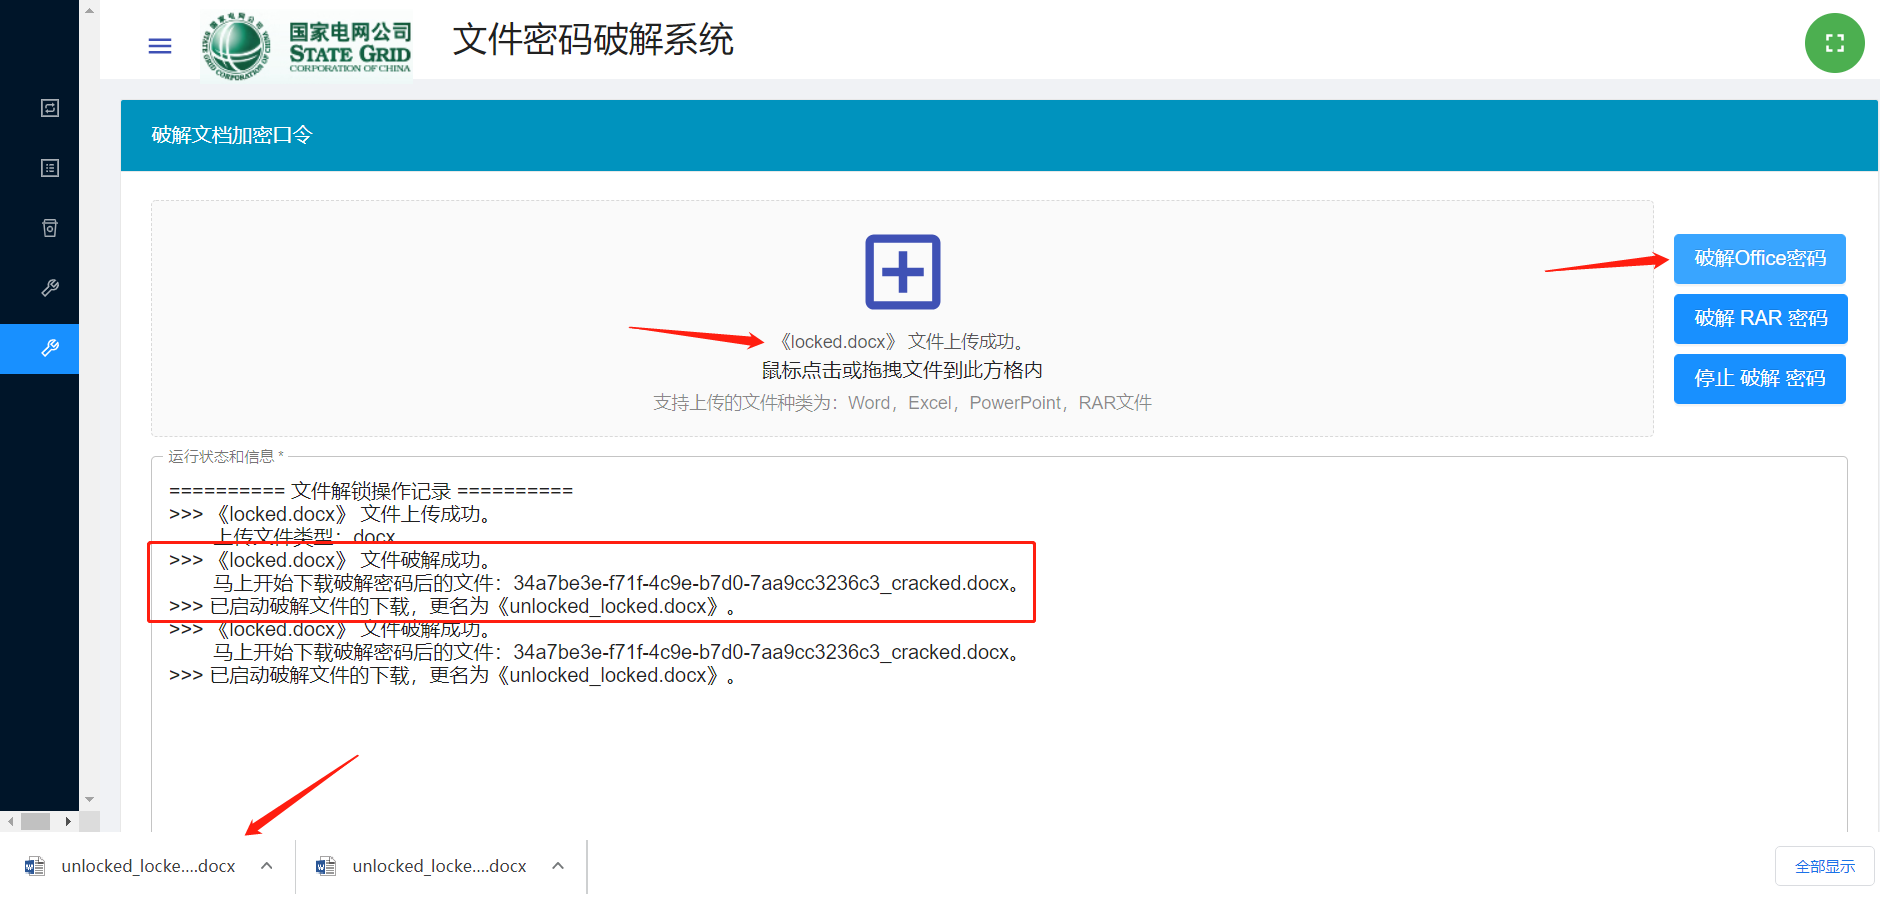 国家电网公司
STATE GRID
CORPORATION OF CHINA
文件密码破解系统
破解文档加密口令
《locked.docx》 文件上传成功。
鼠标点击或拖拽文件到此方格内
支持上传的文件种类为：Word，Excel，PowerPoint，RAR文件
破解Office密码
破解 RAR 密码
停止 破解 密码
运行状态和信息 *
========== 文件解锁操作记录 ==========
>>> 《locked.docx》 文件上传成功。
上传文件类型：docx
>>> 《locked.docx》 文件破解成功。
马上开始下载破解密码后的文件：34a7be3e-f71f-4c9e-b7d0-7aa9cc3236c3_cracked.docx。
>>> 已启动破解文件的下载，更名为《unlocked_locked.docx》。
>>> 《locked.docx》 文件破解成功。
马上开始下载破解密码后的文件：34a7be3e-f71f-4c9e-b7d0-7aa9cc3236c3_cracked.docx。
>>> 已启动破解文件的下载，更名为《unlocked_locked.docx》。
unlocked_locke....docx
unlocked_locke....docx
全部显示